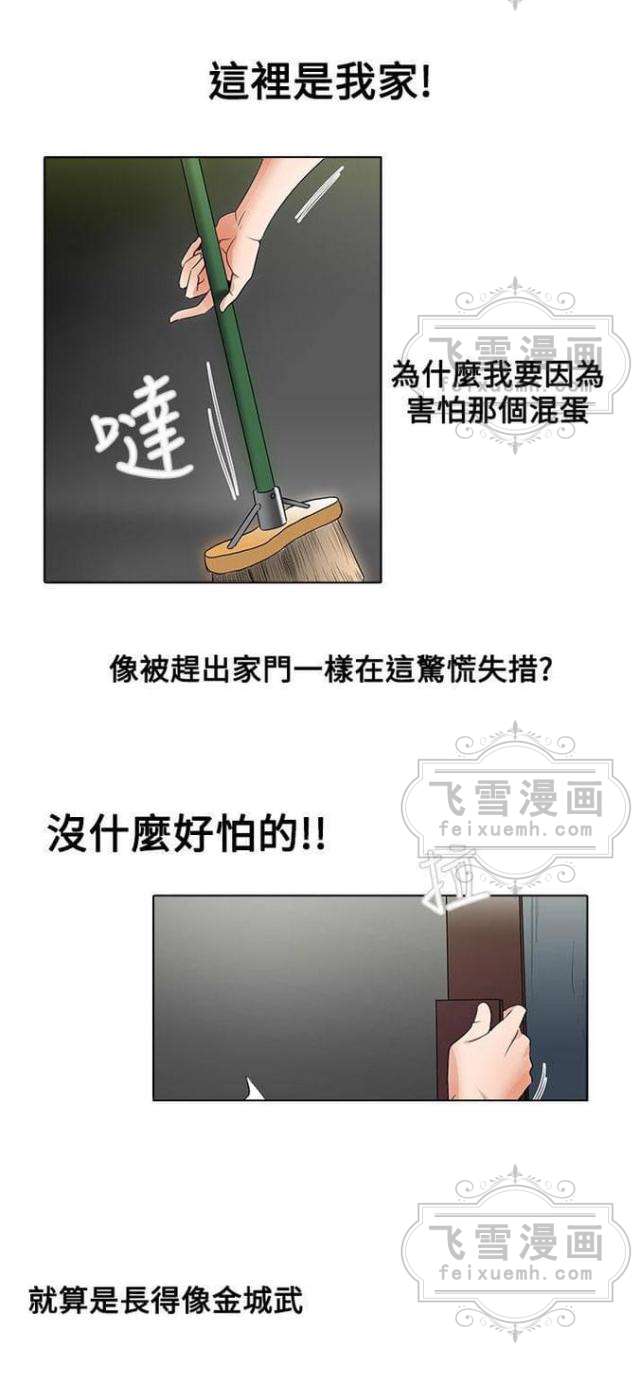 這裡是我家!
飞雪漫画
feixuemh.com
為什麼我要因為
害怕那個混蛋
噠
像被趕出家門一樣在這驚慌失措?
飞雪漫画
feixuemh.com
沒什麼好怕的!!
拉
飞雪漫画
feixuemh.com
就算是長得像金城武